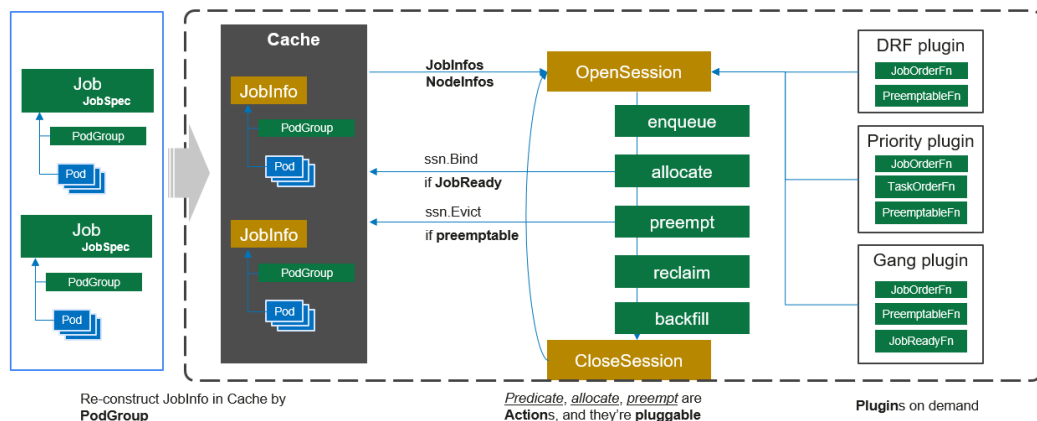 Job
JobSpec
PodGroup
Pod
Job
JobSpec
PodGroup
Pod
Re-construct JobInfo in Cache by
PodGroup
Cache
JobInfo
PodGroup
Pod
JobInfo
PodGroup
Pod
JobInfos
NodeInfos
ssn.Bind
if JobReady
ssn.Evict
if preemptable
OpenSession
enqueue
allocate
preempt
reclaim
backfill
CloseSession
Predicate, allocate, preempt are
Actions, and they're pluggable
DRF plugin
JobOrderFn
PreemptableFn
Priority plugin
JobOrderFn
TaskOrderFn
PreemptableFn
Gang plugin
JobOrderFn
PreemptableFn
JobReadyFn
Plugins on demand